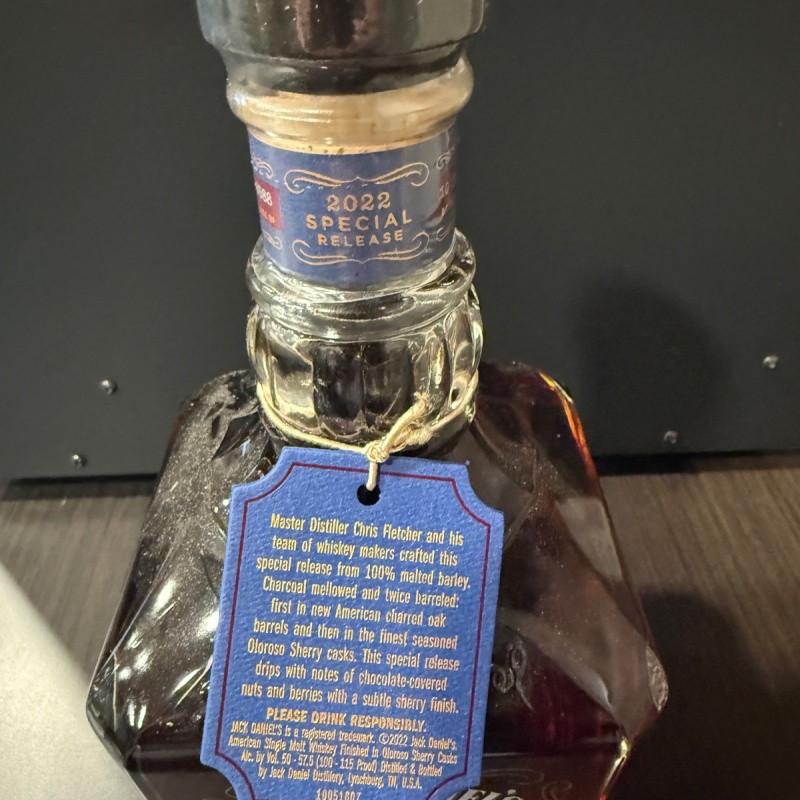 2022
SPECIAL
RELEASE
Master Distiller Chris Fletcher and his
team of whiskey makers crafted this
special release from 100% malted barley.
Charcoal mellowed and twice barreled:
first in new American charred oak
barrels and then in the finest seasoned
Oloroso Sherry casks. This special release
drips with notes of chocolate-covered
nuts and berries with a subtle sherry finish.
PLEASE DRINK RESPONSIBLY.
JACK DANIEL'S is a registered trademark. ©2022 Jack Daniel's.
American Single Malt Whiskey Finished in Oloroso Sherry Casks
Alc. by Vol. 50 - 57.5 (100 - 115 Proof) Distilled & Bottled
by Jack Daniel Distillery, Lynchburg, TN, U.S.A.
10051807